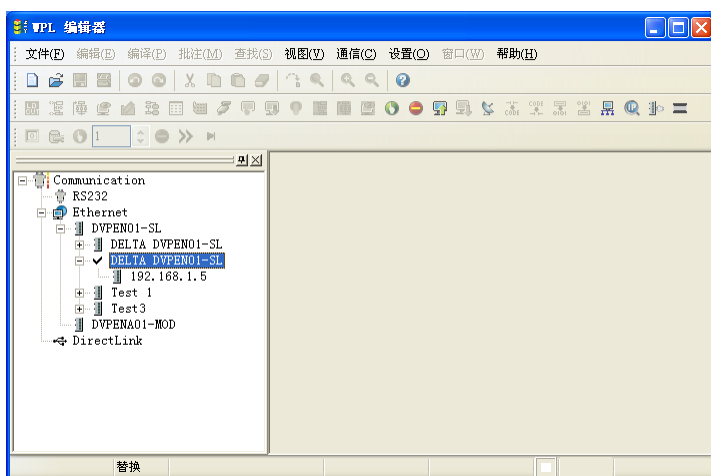 WPL 编辑器
文件(F) 编辑(E) 编译(P) 批注(M) 查找(S) 视图(V) 通信(C) 设置(O) 窗口(W) 帮助(H)
1
Communication
RS232
Ethernet
DVPEN01-SL
DELTA DVPEN01-SL
DELTA DVPEN01-SL
192.168.1.5
Test 1
Test3
DVPENA01-MOD
DirectLink
替换